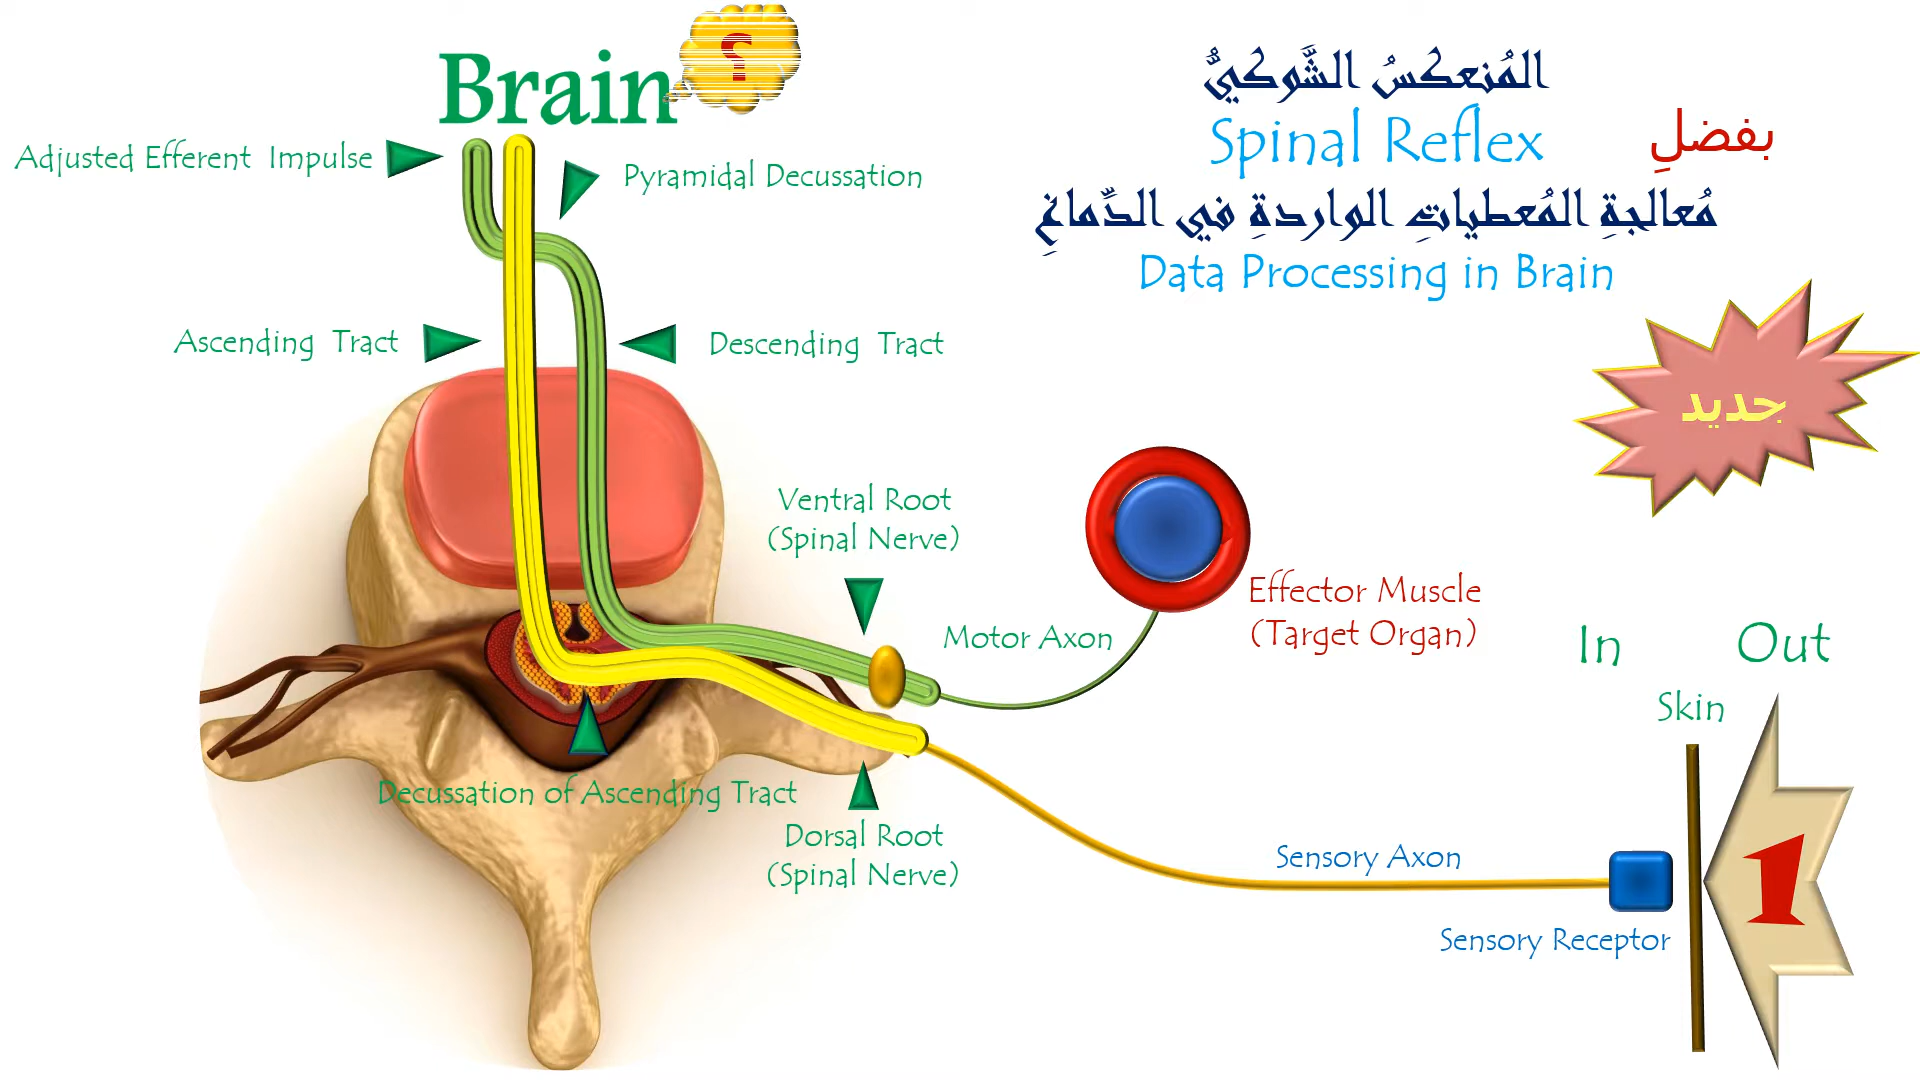 Brain
؟
المُنعكسُ الشَّوكيُّ
Spinal Reflex
بفضلِ
مُعالجةِ المُعطياتِ الواردةِ في الدِّماغِ
Data Processing in Brain
Adjusted Efferent Impulse
Pyramidal Decussation
Ascending Tract
Descending Tract
جديد
Ventral Root
(Spinal Nerve)
Motor Axon
Effector Muscle
(Target Organ)
In
Out
Skin
Decussation of Ascending Tract
Dorsal Root
(Spinal Nerve)
Sensory Axon
Sensory Receptor
1